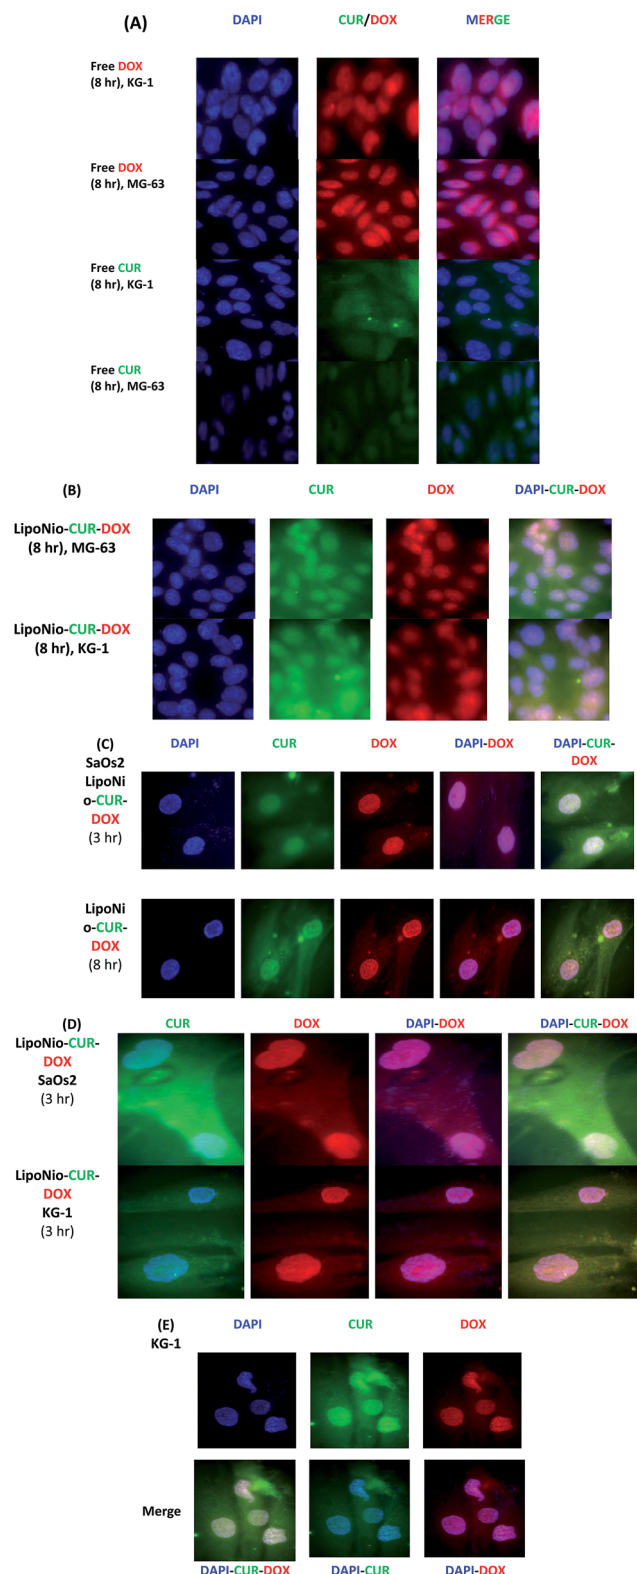 (A)
DAPI
CUR/DOX
MERGE
Free DOX
(8 hr), KG-1
Free DOX
(8 hr), MG-63
Free CUR
(8 hr), KG-1
Free CUR
(8 hr), MG-63
(B)
DAPI
CUR
DOX
DAPI-CUR-DOX
LipoNio-CUR-DOX
(8 hr), MG-63
LipoNio-CUR-DOX
(8 hr), KG-1
(C)
DAPI
CUR
DOX
DAPI-DOX
DAPI-CUR-
DOX
SaOs2
LipoNi
o-CUR-
DOX
(3 hr)
LipoNi
o-CUR-
DOX
(8 hr)
(D)
CUR
DOX
DAPI-DOX
DAPI-CUR-DOX
LipoNio-CUR-
DOX
SaOs2
(3 hr)
LipoNio-CUR-
DOX
KG-1
(3 hr)
(E)
KG-1
DAPI
CUR
DOX
Merge
DAPI-CUR-DOX
DAPI-CUR
DAPI-DOX